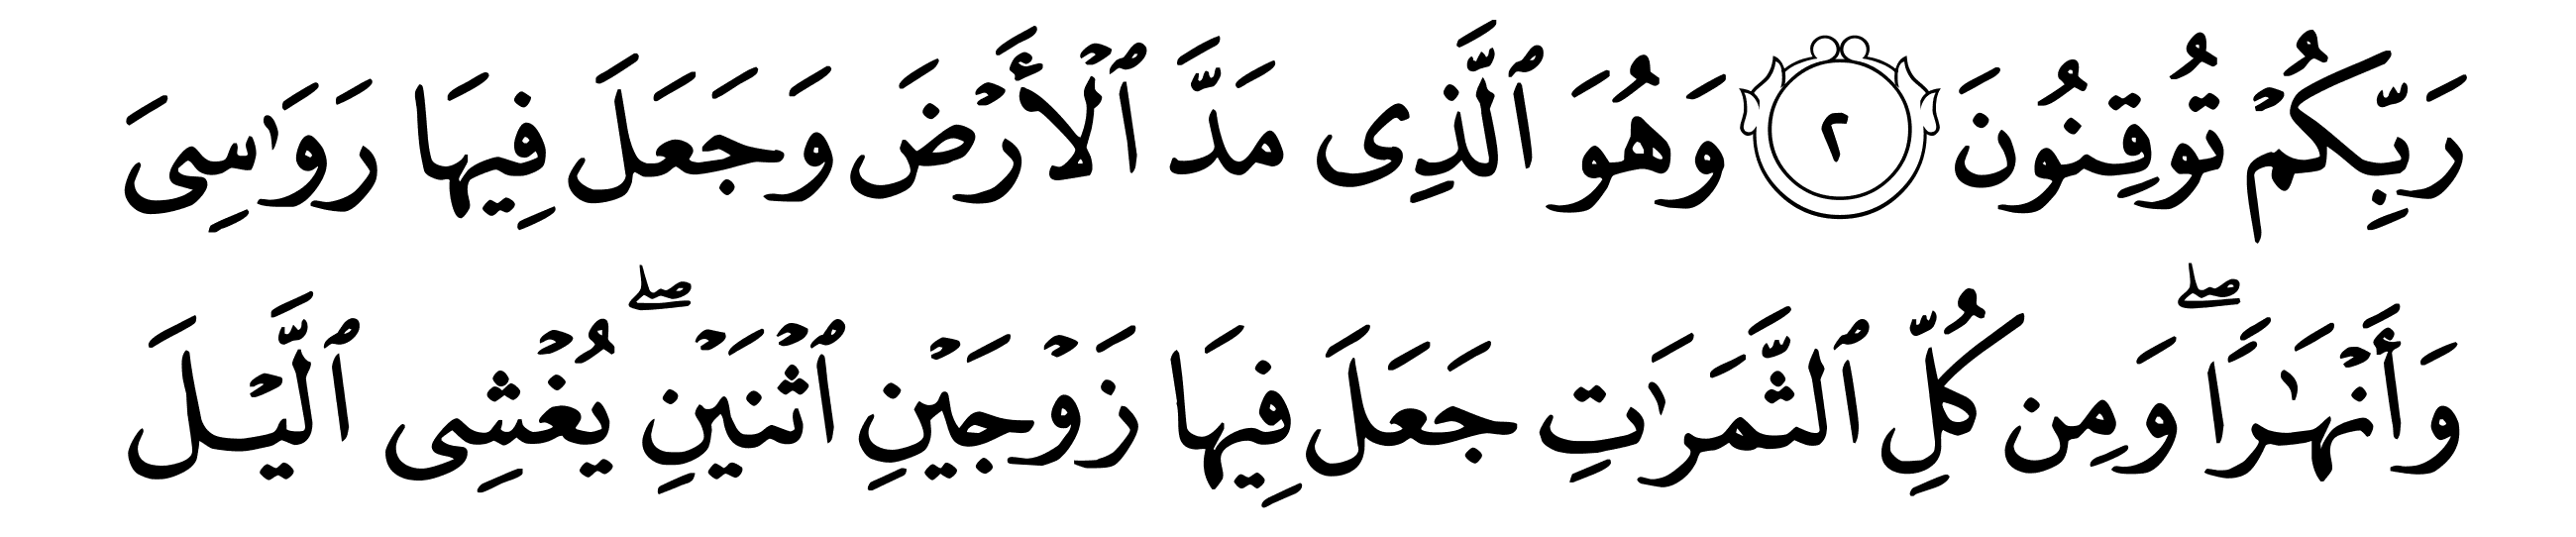 رَبِّكُمْ تُوقِنُونَ ٢ وَهُوَ ٱلَّذِى مَدَّ ٱلْأَرْضَ وَجَعَلَ فِيهَا رَوَٰسِىَ
وَأَنْهَـٰرًا ۖ وَمِن كُلِّ ٱلثَّمَرَٰتِ جَعَلَ فِيهَا زَوْجَيْنِ ٱثْنَيْنِ ۖ يُغْشِى ٱلَّيْلَ